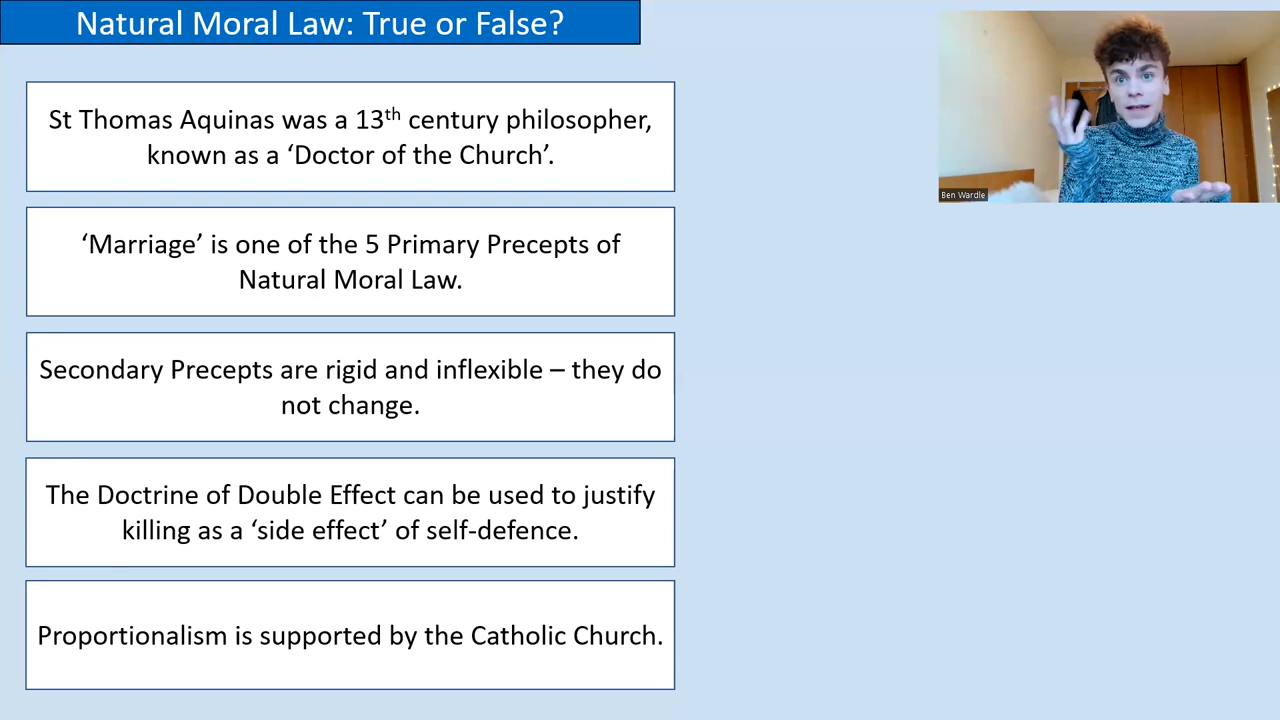 Natural Moral Law: True or False?
St Thomas Aquinas was a 13th century philosopher,
known as a ‘Doctor of the Church’.
‘Marriage’ is one of the 5 Primary Precepts of
Natural Moral Law.
Secondary Precepts are rigid and inflexible – they do
not change.
The Doctrine of Double Effect can be used to justify
killing as a ‘side effect’ of self-defence.
Proportionalism is supported by the Catholic Church.
Ben Wardle